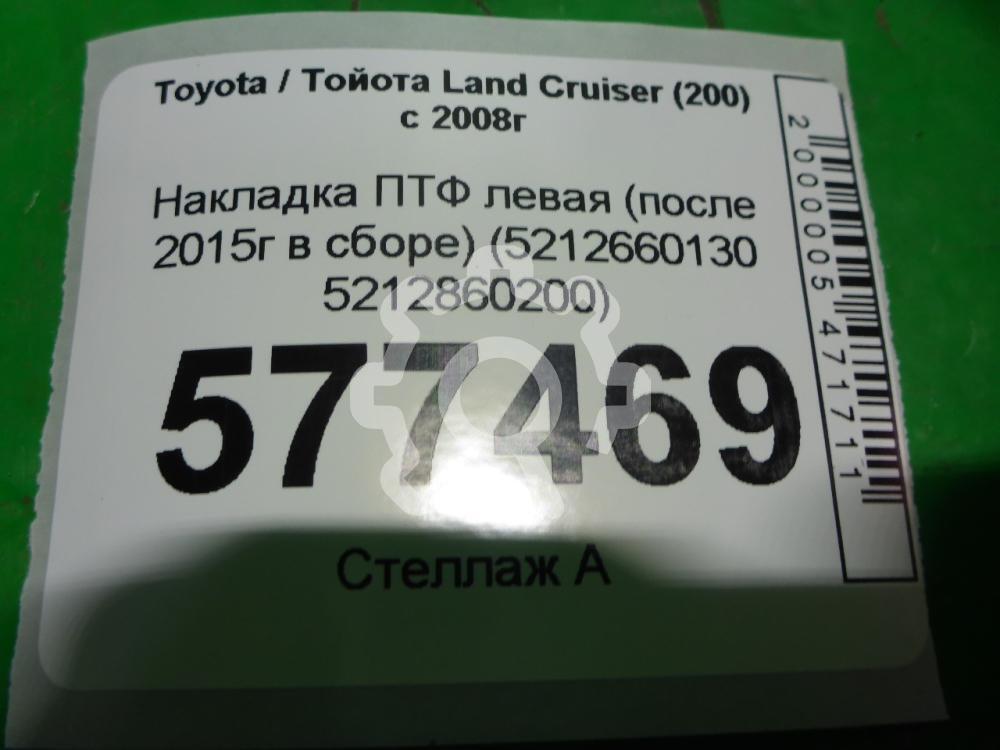 Toyota / Тойота Land Cruiser (200)
с 2008г
Накладка ПТФ левая (после
2015г в сборе) (5212660130
5212860200)
577469
Стеллаж А
2000005471711